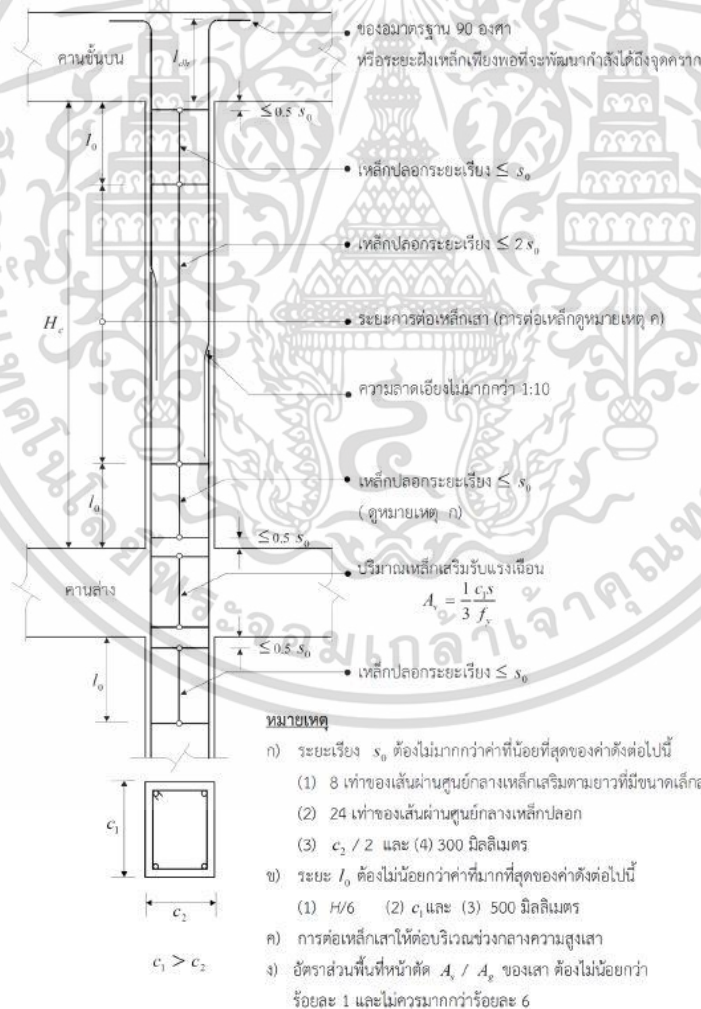 ของอมาตรฐาน 90 องศา
หรือระยะฝังเหล็กเพียงพอที่จะพัฒนากำลังได้ถึงจุดคราก
คานชั้นบน
≤ 0.5 s₀
l₀
เหล็กปลอกระยะเรียง ≤ s₀
เหล็กปลอกระยะเรียง ≤ 2 s₀
ระยะการต่อเหล็กเสา (การต่อเหล็กดูหมายเหตุ ค)
ความลาดเอียงไม่มากกว่า 1:10
l₀
เหล็กปลอกระยะเรียง ≤ s₀
( ดูหมายเหตุ ก)
≤ 0.5 s₀
ปริมาณเหล็กเสริมรับแรงเฉือน
คานล่าง
≤ 0.5 s₀
l₀
เหล็กปลอกระยะเรียง ≤ s₀
หมายเหตุ
ก) ระยะเรียง s₀ ต้องไม่มากกว่าค่าที่น้อยที่สุดของค่าดังต่อไปนี้
(1) 8 เท่าของเส้นผ่านศูนย์กลางเหล็กเสริมตามยาวที่มีขนาดเล็ก
(2) 24 เท่าของเส้นผ่านศูนย์กลางเหล็กปลอก
(3) c₂ / 2 และ (4) 300 มิลลิเมตร
ข) ระยะ l₀ ต้องไม่น้อยกว่าค่าที่มากที่สุดของค่าดังต่อไปนี้
(1) H/6 (2) c₁ และ (3) 500 มิลลิเมตร
ค) การต่อเหล็กเสาให้ต่อบริเวณช่วงกลางความสูงเสา
ง) อัตราส่วนพื้นที่หน้าตัด ของเสา ต้องไม่น้อยกว่า
ร้อยละ 1 และไม่ควรมากกว่าร้อยละ 6
c₁
c₂
c₁ > c₂